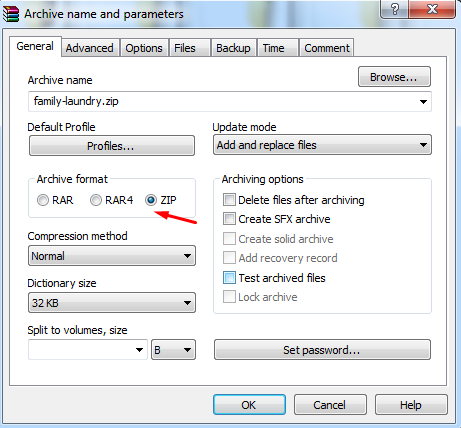 Archive name and parameters
General
Advanced
Options
Files
Backup
Time
Comment
Archive name
Browse...
family-laundry.zip
Default Profile
Update mode
Profiles...
Add and replace files
Archive format
Archiving options
RAR
RAR4
ZIP
Delete files after archiving
Create SFX archive
Compression method
Create solid archive
Normal
Add recovery record
Dictionary size
Test archived files
32 KB
Lock archive
Split to volumes, size
B
Set password...
OK
Cancel
Help